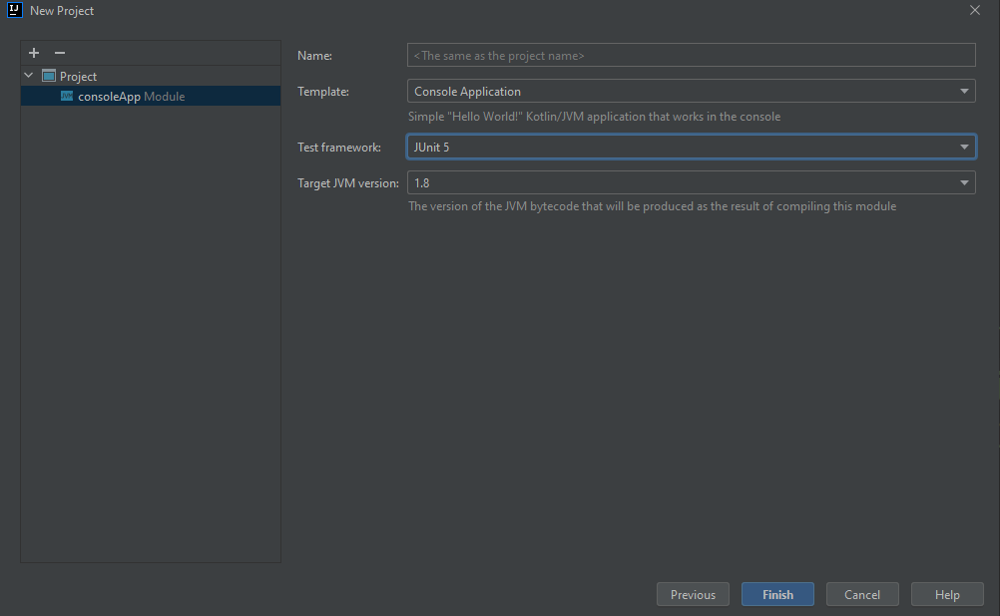 IJ New Project
Project
JVM consoleApp Module
Name: <The same as the project name>
Template: Console Application
Simple "Hello World!" Kotlin/JVM application that works in the console
Test framework: JUnit 5
Target JVM version: 1.8
The version of the JVM bytecode that will be produced as the result of compiling this module
Previous Finish Cancel Help